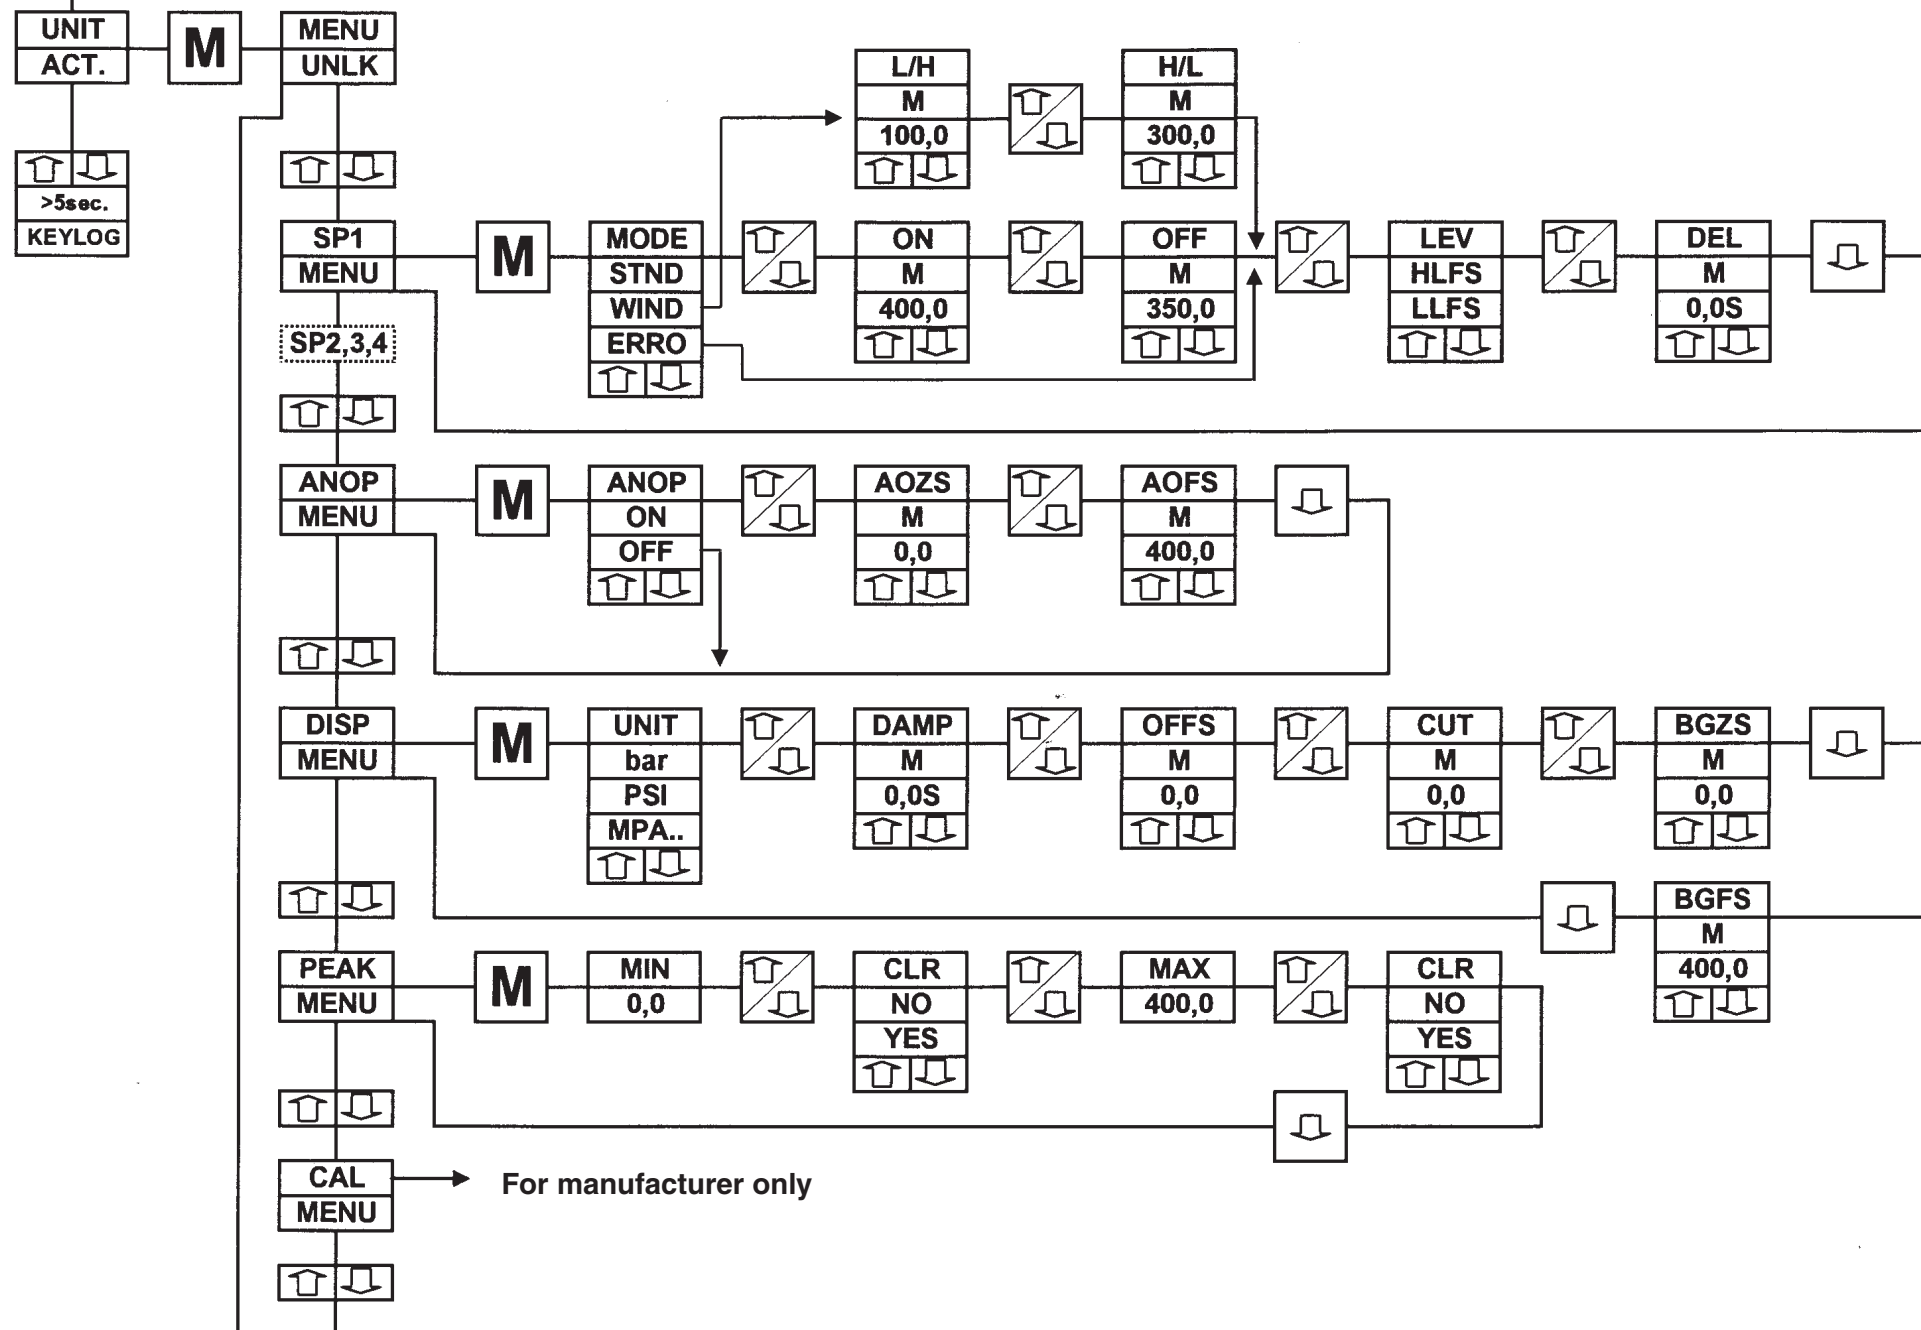 UNIT
ACT.
M
MENU
UNLK
>5sec.
KEYLOG
L/H
M
100,0
H/L
M
300,0
SP1
MENU
M
MODE
STND
WIND
ERRO
ON
M
400,0
OFF
M
350,0
LEV
HLFS
LLFS
DEL
M
0,0S
SP2,3,4
ANOP
MENU
M
ANOP
ON
OFF
AOZS
M
0,0
AOFS
M
400,0
DISP
MENU
M
UNIT
bar
PSI
MPA..
DAMP
M
0,0S
OFFS
M
0,0
CUT
M
0,0
BGZS
M
0,0
BGFS
M
400,0
PEAK
MENU
M
MIN
0,0
CLR
NO
YES
MAX
400,0
CLR
NO
YES
CAL
MENU
For manufacturer only